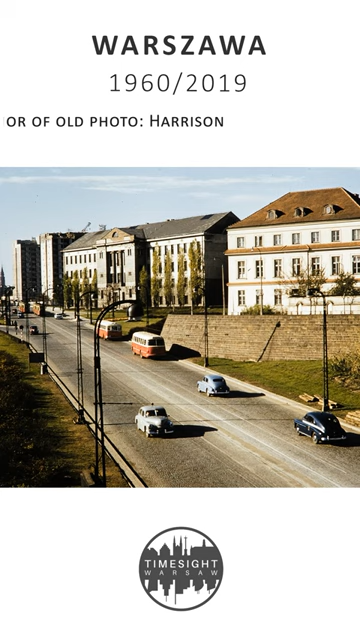 WARSZAWA
1960/2019
OR OF OLD PHOTO: HARRISON
TIMESIGHT
WARSAW